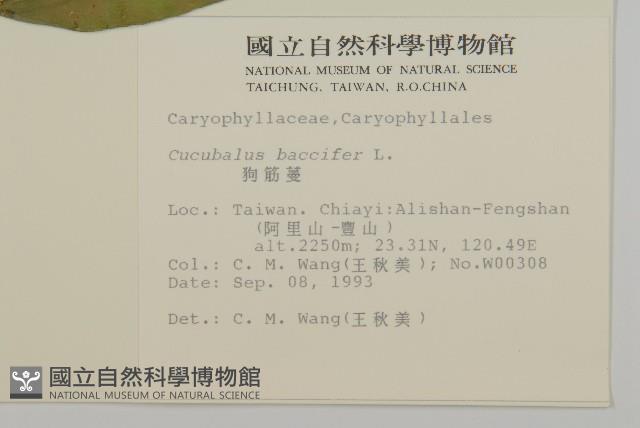 國立自然科學博物館
NATIONAL MUSEUM OF NATURAL SCIENCE
TAICHUNG, TAIWAN, R.O.CHINA
Caryophyllaceae,Caryophyllales
Cucubalus baccifer L.
狗筋蔓
Loc.: Taiwan. Chiayi:Alishan-Fengshan
(阿里山-豐山)
alt.2250m; 23.31N, 120.49E
Col.: C. M. Wang(王秋美); No.W00308
Date: Sep. 08, 1993
Det.: C. M. Wang(王秋美)
國立自然科學博物館
NATIONAL MUSEUM OF NATURAL SCIENCE